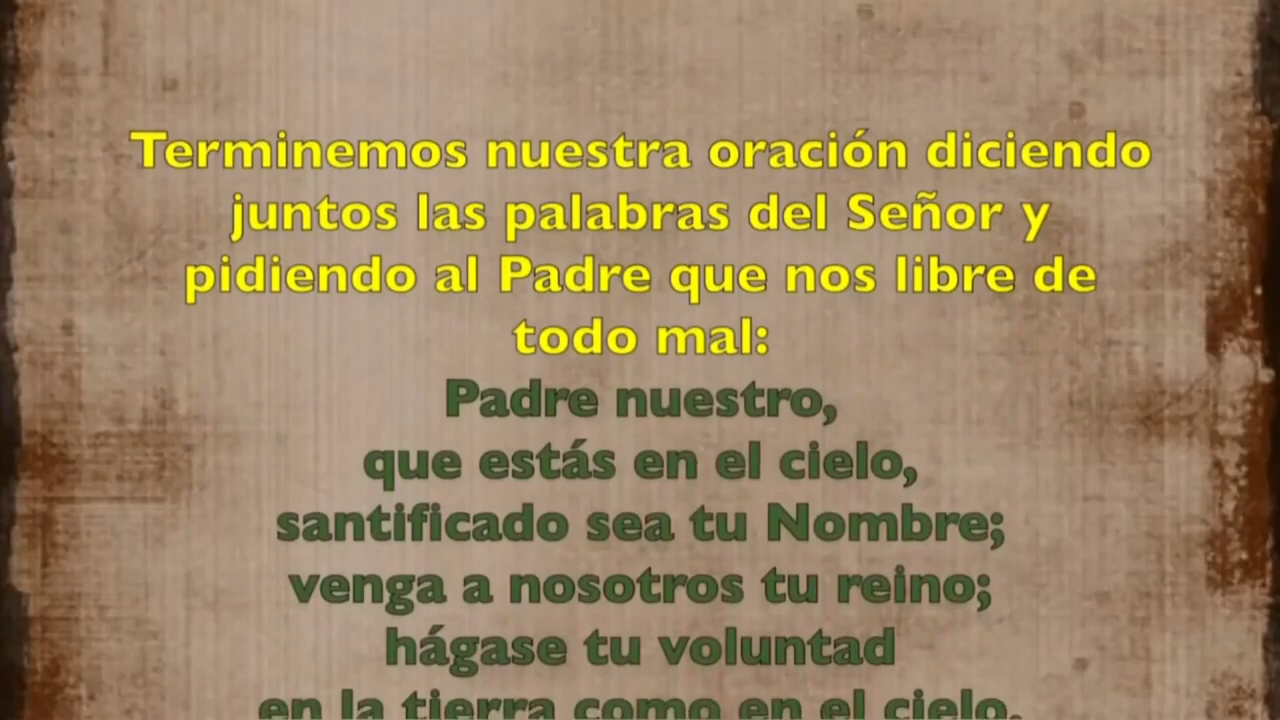 Terminemos nuestra oración diciendo
juntos las palabras del Señor y
pidiendo al Padre que nos libre de
todo mal:
Padre nuestro,
que estás en el cielo,
santificado sea tu Nombre;
venga a nosotros tu reino;
hágase tu voluntad
en la tierra como en el cielo.